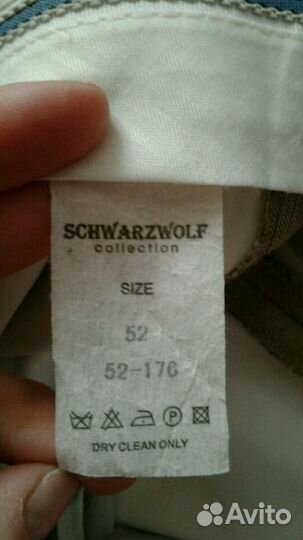 SCHWARZWOLF
collection
SIZE
52
52-176
P
DRY CLEAN ONLY
Avito